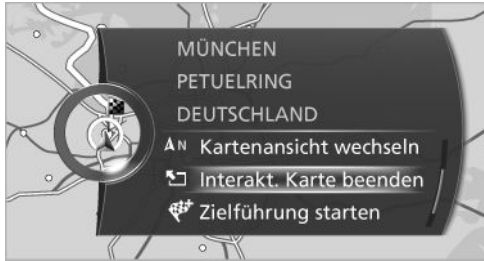 MÜNCHEN
PETUELRING
DEUTSCHLAND
N Kartenansicht wechseln
Interakt. Karte beenden
Zielführung starten